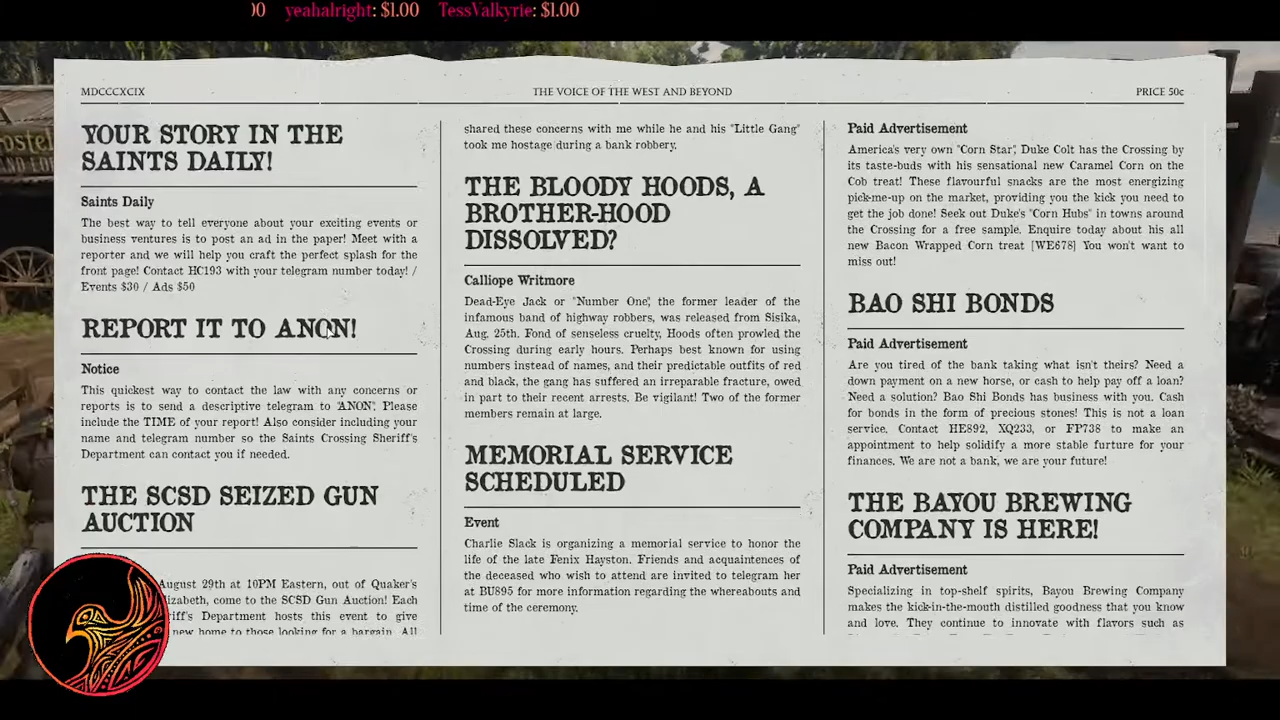 00 yeahalright: $1.00 TessValkyrie: $1.00
MDCCCXCIX
THE VOICE OF THE WEST AND BEYOND
PRICE 50c
YOUR STORY IN THE
SAINTS DAILY!
Saints Daily
The best way to tell everyone about your exciting events or
business ventures is to post an ad in the paper! Meet with a
reporter and we will help you craft the perfect splash for the
front page! Contact HC193 with your telegram number today! /
Events $30 / Ads $50
REPORT IT TO ANON!
Notice
This quickest way to contact the law with any concerns or
reports is to send a descriptive telegram to "ANON". Please
include the TIME of your report! Also consider including your
name and telegram number so the Saints Crossing Sheriff's
Department can contact you if needed.
THE SCSD SEIZED GUN
AUCTION
August 29th at 10PM Eastern, out of Quaker's
lizabeth, come to the SCSD Gun Auction! Each
riff's Department hosts this event to give
new home to those looking for a bargain. All
shared these concerns with me while he and his "Little Gang"
took me hostage during a bank robbery.
THE BLOODY HOODS, A
BROTHER-HOOD
DISSOLVED?
Calliope Writmore
Dead-Eye Jack or "Number One", the former leader of the
infamous band of highway robbers, was released from Sisika,
Aug. 25th. Fond of senseless cruelty, Hoods often prowled the
Crossing during early hours. Perhaps best known for using
numbers instead of names, and their predictable outfits of red
and black, the gang has suffered an irreparable fracture, owed
in part to their recent arrests. Be vigilant! Two of the former
members remain at large.
MEMORIAL SERVICE
SCHEDULED
Event
Charlie Slack is organizing a memorial service to honor the
life of the late Fenix Hayston. Friends and acquaintences of
the deceased who wish to attend are invited to telegram her
at BU895 for more information regarding the whereabouts and
time of the ceremony.
Paid Advertisement
America's very own "Corn Star", Duke Colt has the Crossing by
its taste-buds with his sensational new Caramel Corn on the
Cob treat! These flavourful snacks are the most energizing
pick-me-up on the market, providing you the kick you need to
get the job done! Seek out Duke's "Corn Hubs" in towns around
the Crossing for a free sample. Enquire today about his all
new Bacon Wrapped Corn treat [WE678] You won't want to
miss out!
BAO SHI BONDS
Paid Advertisement
Are you tired of the bank taking what isn't theirs? Need a
down payment on a new horse, or cash to help pay off a loan?
Need a solution? Bao Shi Bonds has business with you. Cash
for bonds in the form of precious stones! This is not a loan
service. Contact HE892, XQ233, or FP738 to make an
appointment to help solidify a more stable furture for your
finances. We are not a bank, we are your future!
THE BAYOU BREWING
COMPANY IS HERE!
Paid Advertisement
Specializing in top-shelf spirits, Bayou Brewing Company
makes the kick-in-the-mouth distilled goodness that you know
and love. They continue to innovate with flavors such as